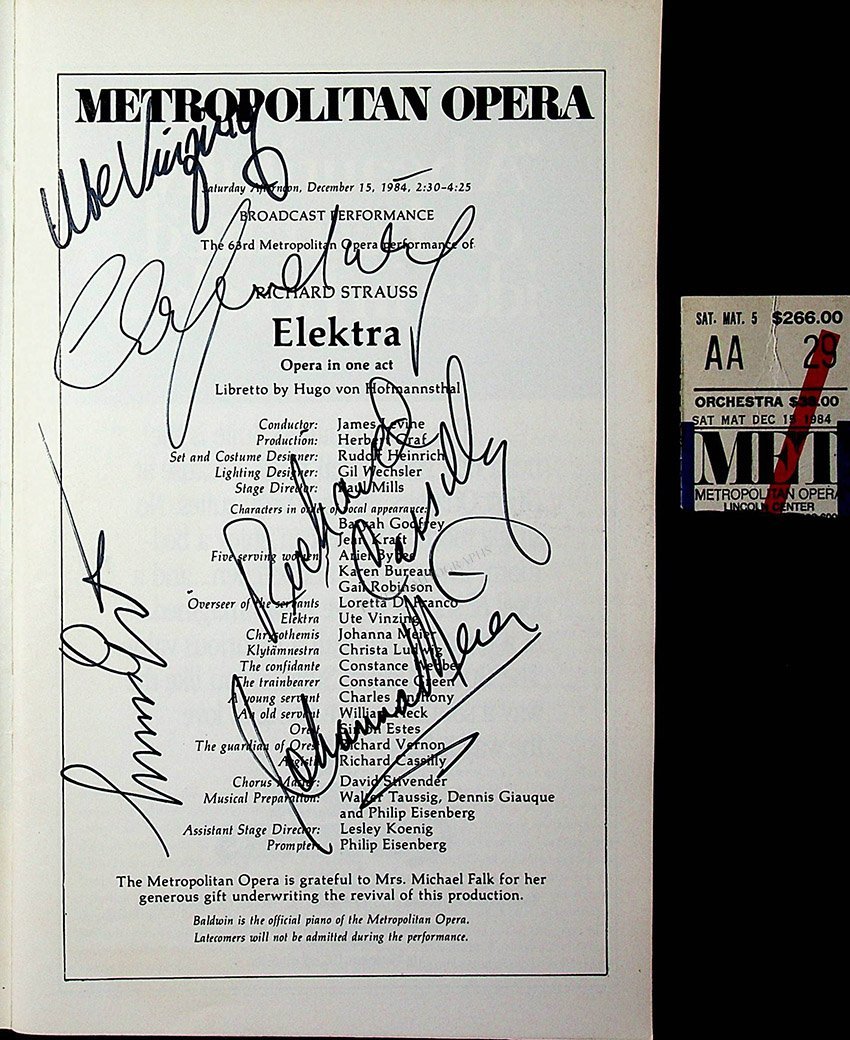 METROPOLITAN OPERA
Ute Vinzing
Saturday Afternoon, December 15, 1984, 2:30–4:25
BROADCAST PERFORMANCE
The 63rd Metropolitan Opera performance of
RICHARD STRAUSS
Elektra
Opera in one act
Libretto by Hugo von Hofmannsthal
Conductor: James Levine
Production: Herbert Graf
Set and Costume Designer: Rudolf Heinrich
Lighting Designer: Gil Wechsler
Stage Director: Paul Mills
Characters in order of vocal appearance:
Five serving women
Batyah Godfrey
Jean Kraft
Ariel Bybee
Karen Bureau
Gail Robinson
Overseer of the servants Loretta Di Franco
Elektra Ute Vinzing
Chrysothemis Johanna Meier
Klytämnestra Christa Ludwig
The confidante Constance Webber
The trainbearer Constance Green
A young servant Charles Anthony
An old servant William Fleck
Orest Simon Estes
The guardian of Orest Richard Vernon
Aegisth Richard Cassilly
Chorus Master: David Stivender
Musical Preparation: Walter Taussig, Dennis Giauque
and Philip Eisenberg
Assistant Stage Director: Lesley Koenig
Prompter: Philip Eisenberg
Richard Cassilly
Johanna Meier
The Metropolitan Opera is grateful to Mrs. Michael Falk for her
generous gift underwriting the revival of this production.
Baldwin is the official piano of the Metropolitan Opera.
Latecomers will not be admitted during the performance.
SAT. MAT. 5 $266.00
AA 29
ORCHESTRA $38.00
SAT MAT DEC 15 1984
MET
METROPOLITAN OPERA
LINCOLN CENTER